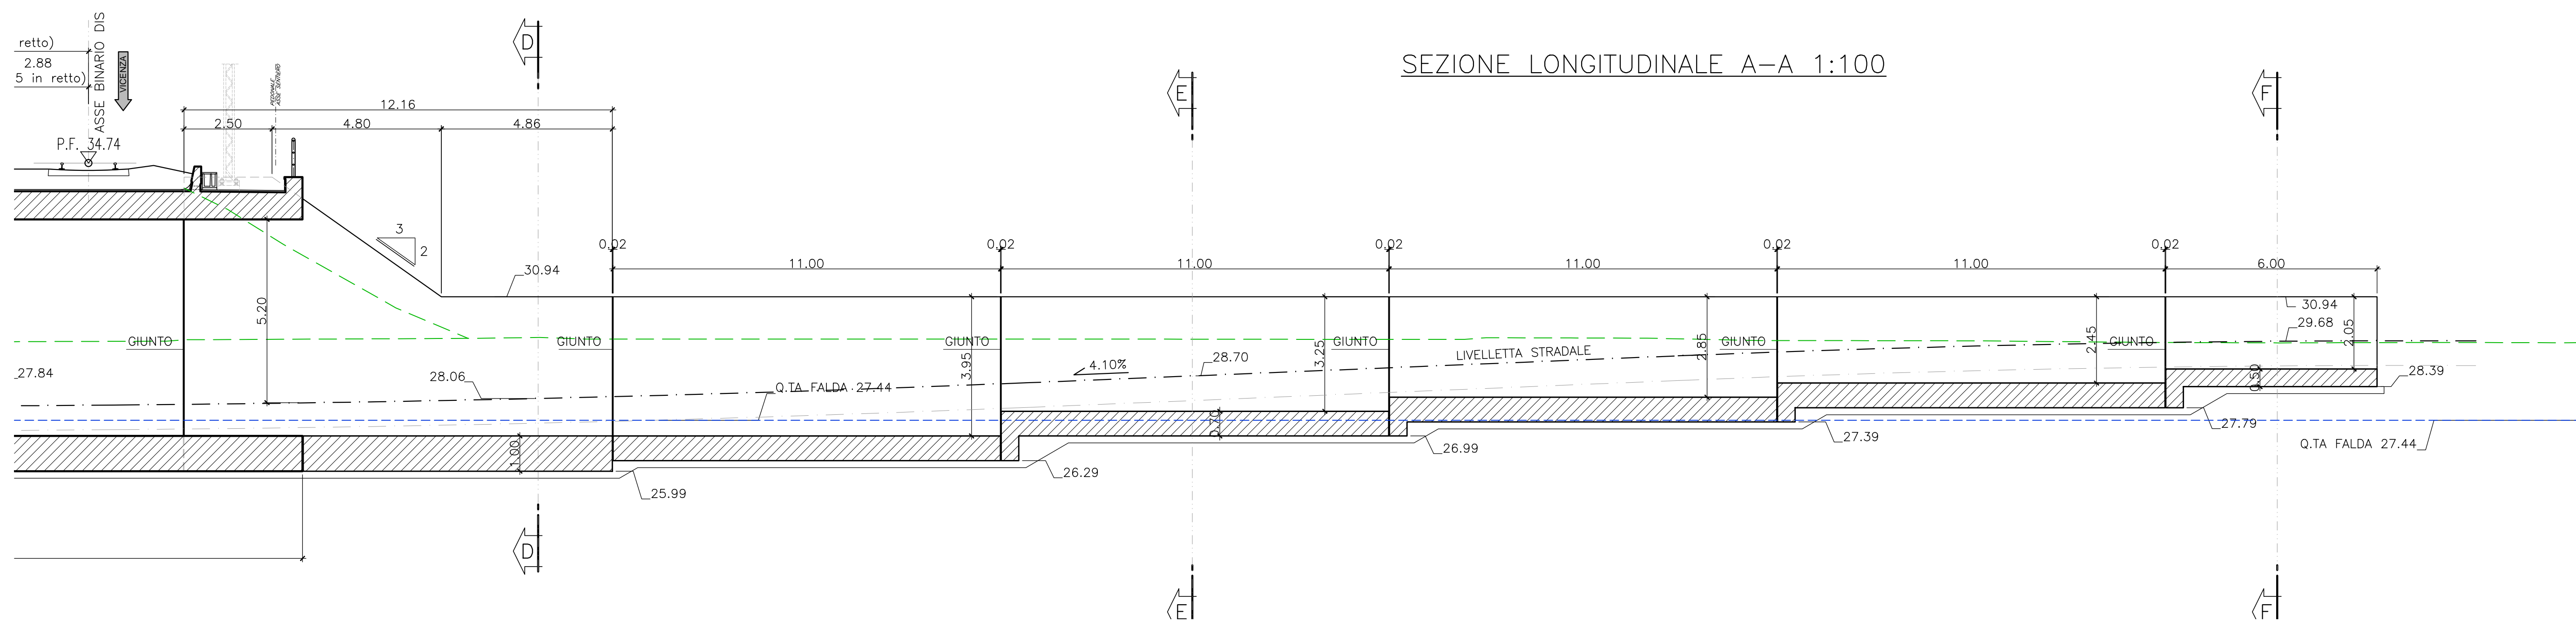 SEZIONE LONGITUDINALE A-A 1:100
retto)
2.88
5 in retto)
ASSE BINARIO DIS
VICENZA
P.F. 34.74
PEDONALE
ASSE SENTIERO
D
E
F
12.16
2.50
4.80
4.86
3
2
0.02
0.02
0.02
0.02
0.02
11.00
11.00
11.00
11.00
6.00
30.94
30.94
5.20
GIUNTO
GIUNTO
GIUNTO
GIUNTO
GIUNTO
GIUNTO
3.95
3.25
2.85
2.45
2.05
29.68
27.84
28.06
Q.TA FALDA 27.44
4.10%
28.70
LIVELLETTA STRADALE
28.39
1.00
0.70
0.50
25.99
26.29
26.99
27.39
27.79
Q.TA FALDA 27.44
D
E
F